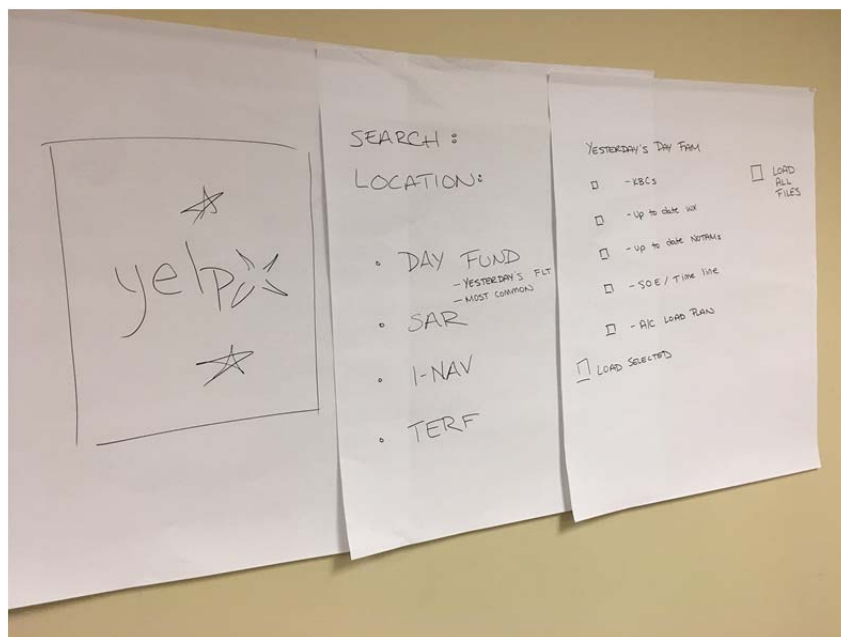 yelp
SEARCH:
LOCATION:
• DAY FUND
- YESTERDAY'S FLT
- MOST COMMON
• SAR
• I-NAV
• TERF
YESTERDAY'S DAY FAM
- KBCs
- Up to date WX
- Up to date NOTAMs
- SOE / Time line
- A/C LOAD PLAN
LOAD SELECTED
LOAD
ALL
FILES